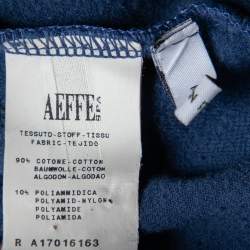 AEFFE SPA
TESSUTO-STOFF-TISSU
FABRIC-TEJIDO
90% COTONE-COTTON
BAUMWOLLE-COTON
ALGODON-ALGODAO
10% POLIAMMIDICA
POLYAMID-NYLON
POLYAMIDE
POLIAMIDA
R A17016163